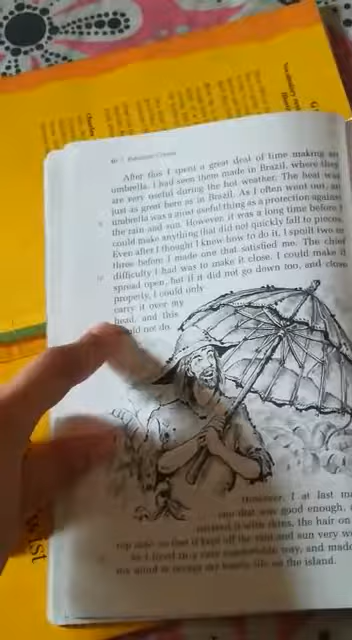 After this I spent a great deal of time making an
umbrella. I had seen them made in Brazil, where they
are very useful during the hot weather. The heat was
just as great here as in Brazil. As I often went out, an
umbrella was a most useful thing as a protection against
the rain and sun. However, it was a long time before I
could make anything that did not quickly fall to pieces.
Even after I thought I knew how to do it, I spoilt two or
three before I made one that satisfied me. The chief
difficulty I had was to make it close. I could make it
spread open, but if it did not go down too, and close
properly, I could only
carry it over my
head, and this
not do.
However, I at last
one that was good enough,
covered it with skins, the hair on
so that it kept off the rain and sun very
I lived in a very comfortable way, and made
my mind to accept my lonely life on the island.